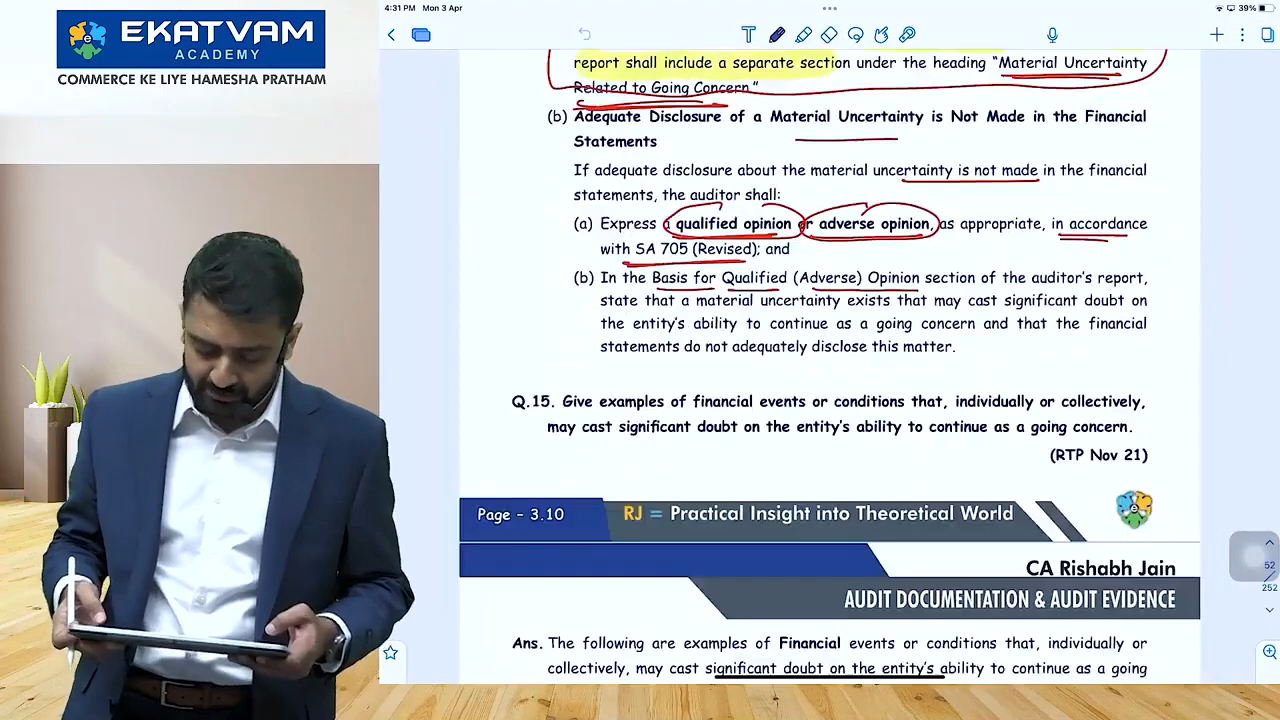 EKATVAM
ACADEMY
COMMERCE KE LIYE HAMESHA PRATHAM
4:31 PM Mon 3 Apr
39%
report shall include a separate section under the heading “Material Uncertainty
Related to Going Concern.”
(b) Adequate Disclosure of a Material Uncertainty is Not Made in the Financial
Statements
If adequate disclosure about the material uncertainty is not made in the financial
statements, the auditor shall:
(a) Express a qualified opinion or adverse opinion, as appropriate, in accordance
with SA 705 (Revised); and
(b) In the Basis for Qualified (Adverse) Opinion section of the auditor’s report,
state that a material uncertainty exists that may cast significant doubt on
the entity’s ability to continue as a going concern and that the financial
statements do not adequately disclose this matter.
Q.15. Give examples of financial events or conditions that, individually or collectively,
may cast significant doubt on the entity’s ability to continue as a going concern.
(RTP Nov 21)
Page - 3.10
RJ = Practical Insight into Theoretical World
CA Rishabh Jain
AUDIT DOCUMENTATION & AUDIT EVIDENCE
52
252
Ans. The following are examples of Financial events or conditions that, individually or
collectively, may cast significant doubt on the entity’s ability to continue as a going